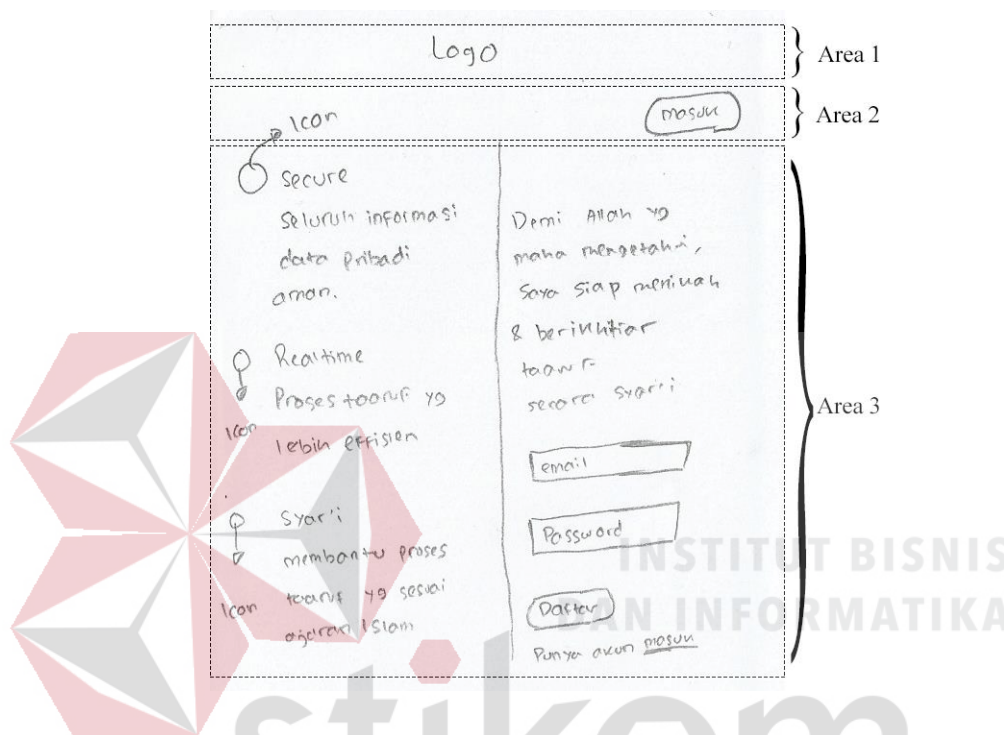 Logo
Area 1
Icon
masuk
Area 2
Secure
Seluruh informasi
data pribadi
aman.
Realtime
Proses taaruf yg
Icon
lebih effisien
Syar'i
membantu proses
Icon
taaruf yg sesuai
ajaran Islam
Demi Allah yg
maha mengetahui,
Saya siap menikah
& berikhtiar
taaruf
secara syar'i
email
Password
Daftar
Punya akun masuk
Area 3
INSTITUT BISNIS
DAN INFORMATIKA
stikom